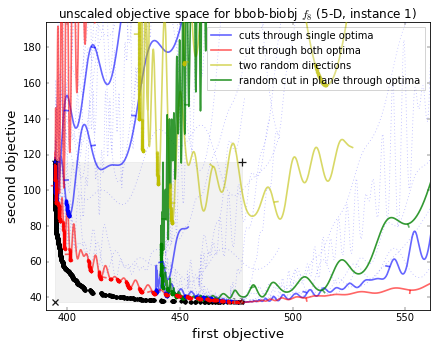 unscaled objective space for bbob-biobj f₈ (5-D, instance 1)
cuts through single optima
cut through both optima
two random directions
random cut in plane through optima
second objective
180
160
140
120
100
80
60
40
400
450
500
550
first objective